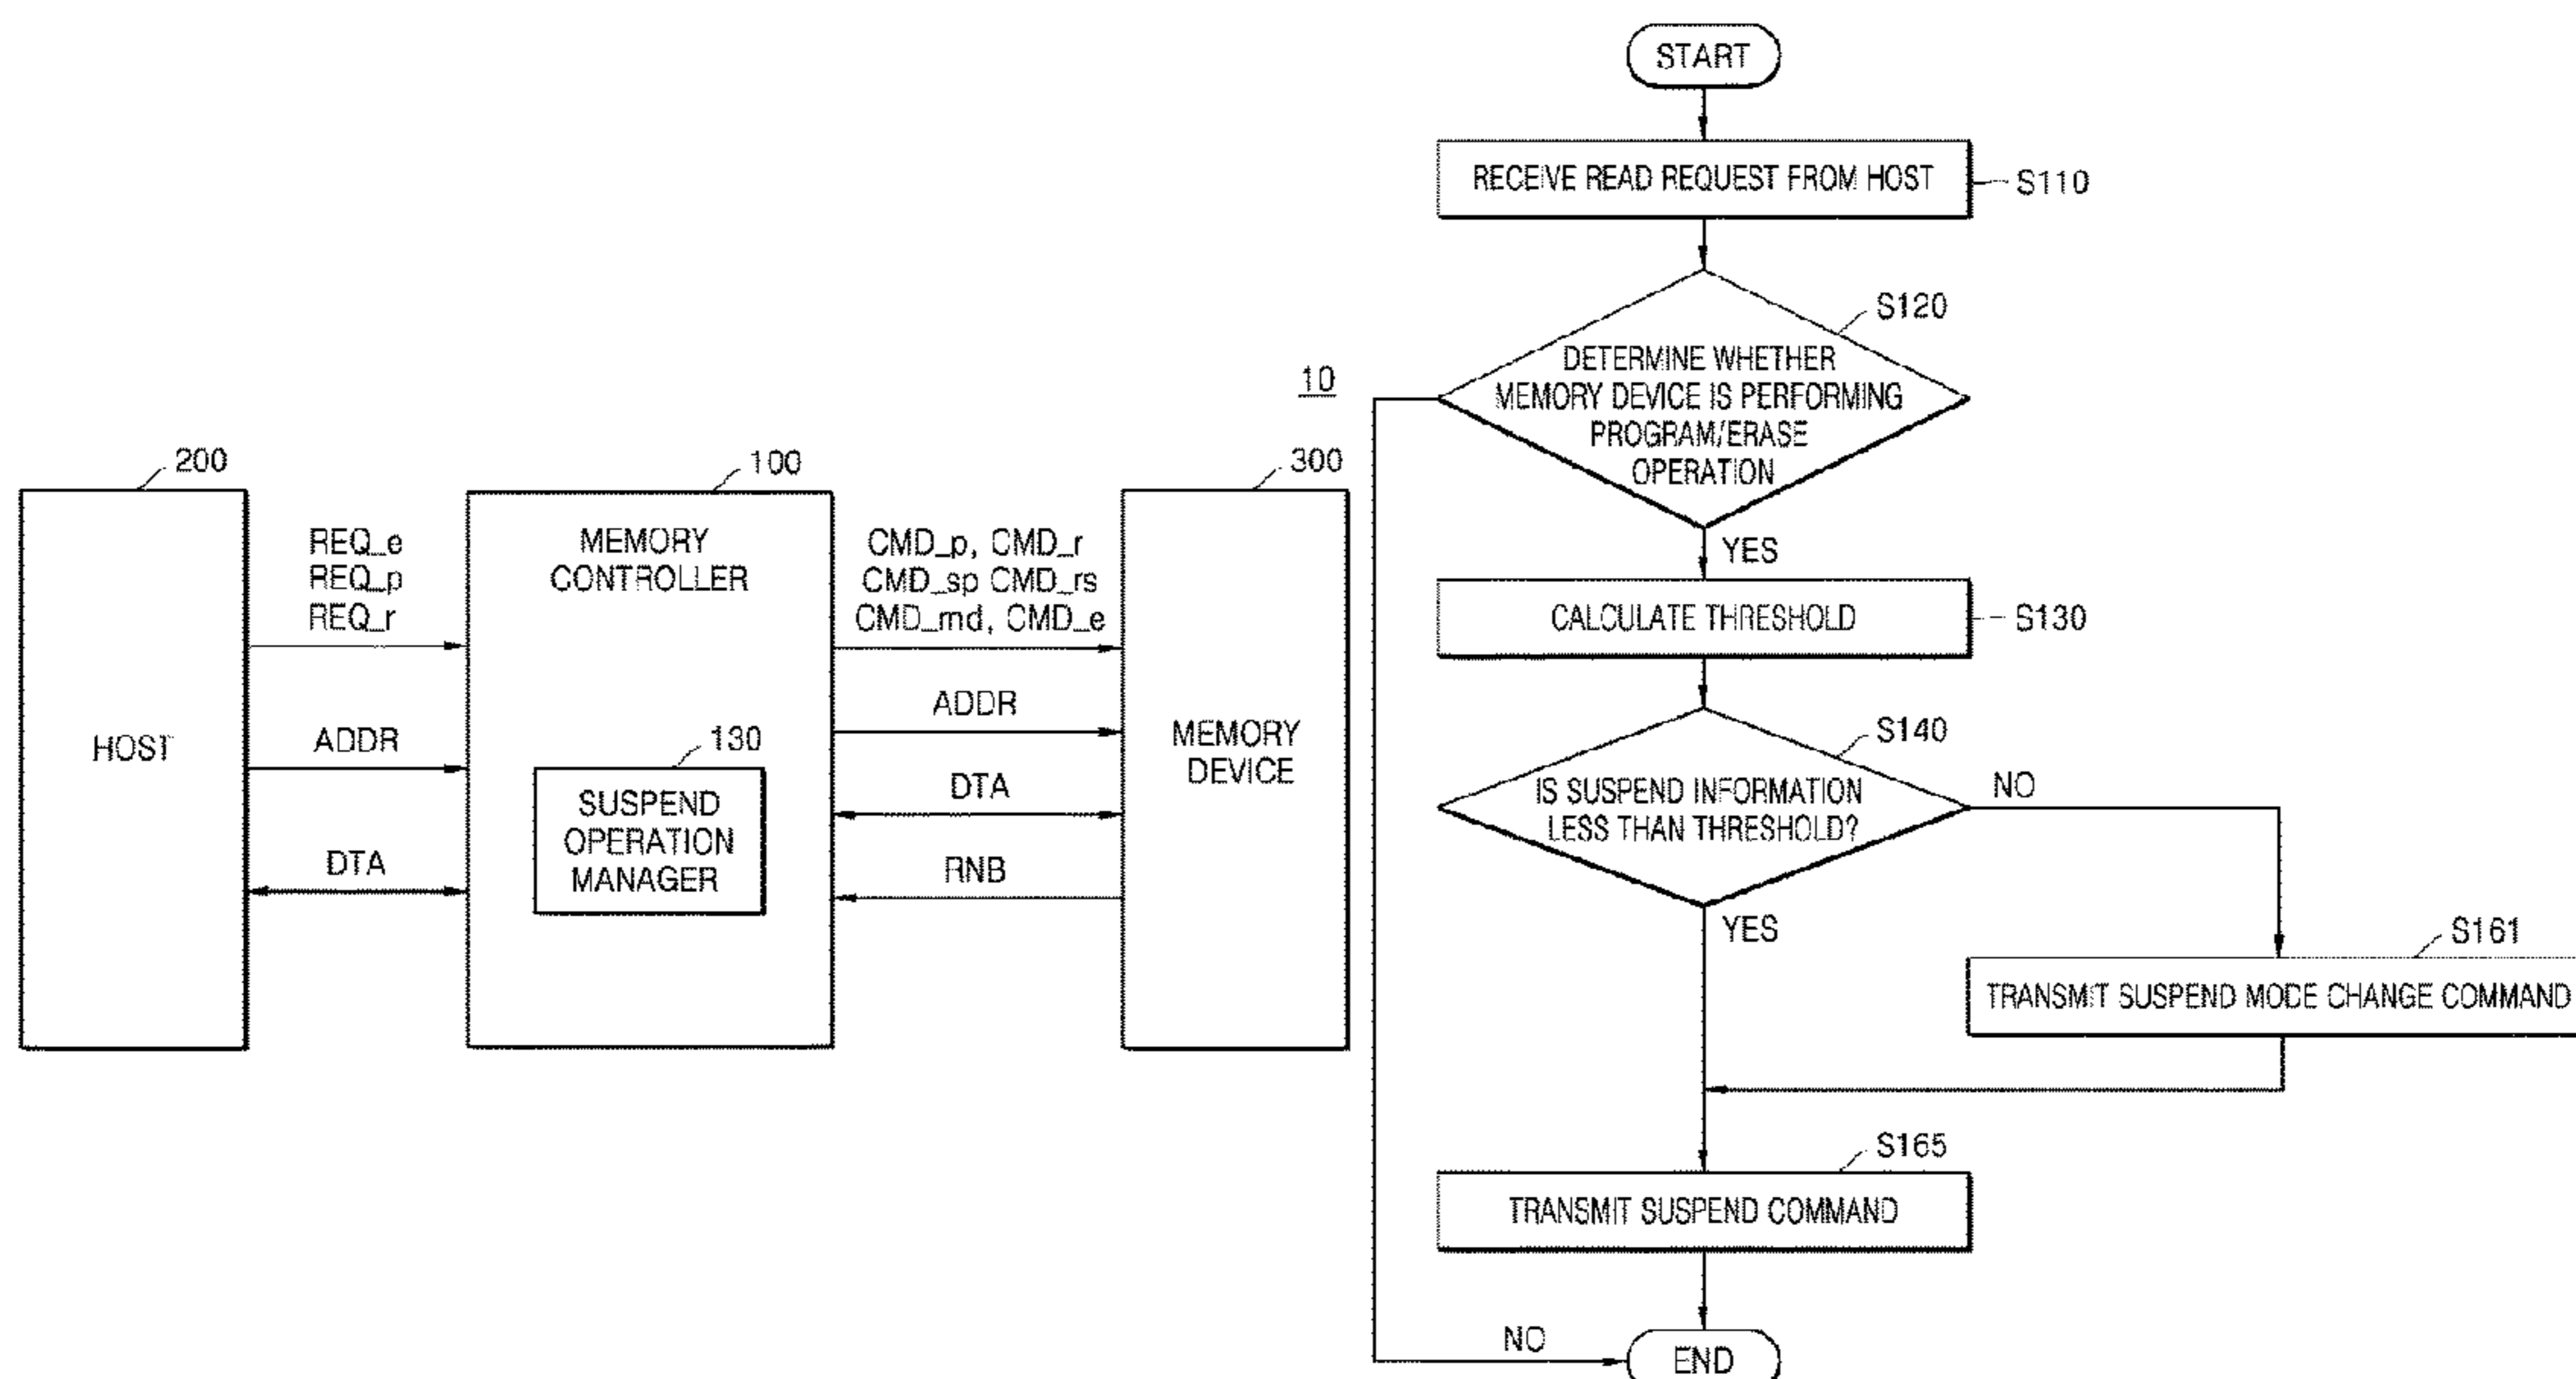 10
200
HOST
REQ_e
REQ_p
REQ_r
ADDR
DTA
100
MEMORY
CONTROLLER
130
SUSPEND
OPERATION
MANAGER
CMD_p, CMD_r
CMD_sp CMD_rs
CMD_md, CMD_e
ADDR
DTA
RNB
300
MEMORY
DEVICE
START
RECEIVE READ REQUEST FROM HOST
S110
S120
DETERMINE WHETHER
MEMORY DEVICE IS PERFORMING
PROGRAM/ERASE
OPERATION
YES
CALCULATE THRESHOLD
S130
S140
IS SUSPEND INFORMATION
LESS THAN THRESHOLD?
NO
YES
S161
TRANSMIT SUSPEND MODE CHANGE COMMAND
S165
TRANSMIT SUSPEND COMMAND
NO
END